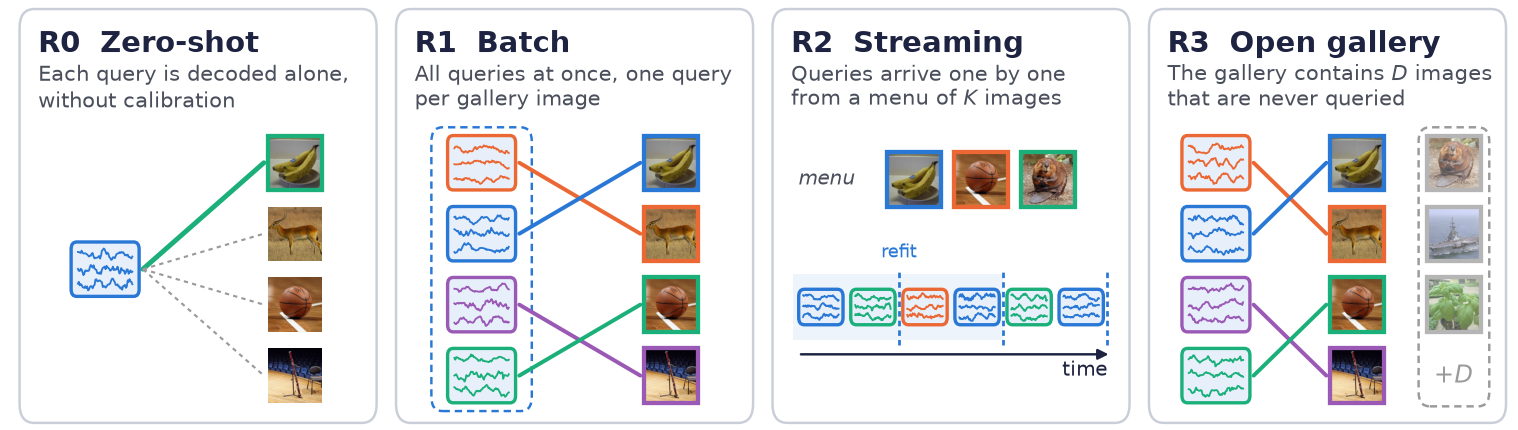 R0 Zero-shot
Each query is decoded alone,
without calibration
R1 Batch
All queries at once, one query
per gallery image
R2 Streaming
Queries arrive one by one
from a menu of K images
menu
refit
time
R3 Open gallery
The gallery contains D images
that are never queried
+D